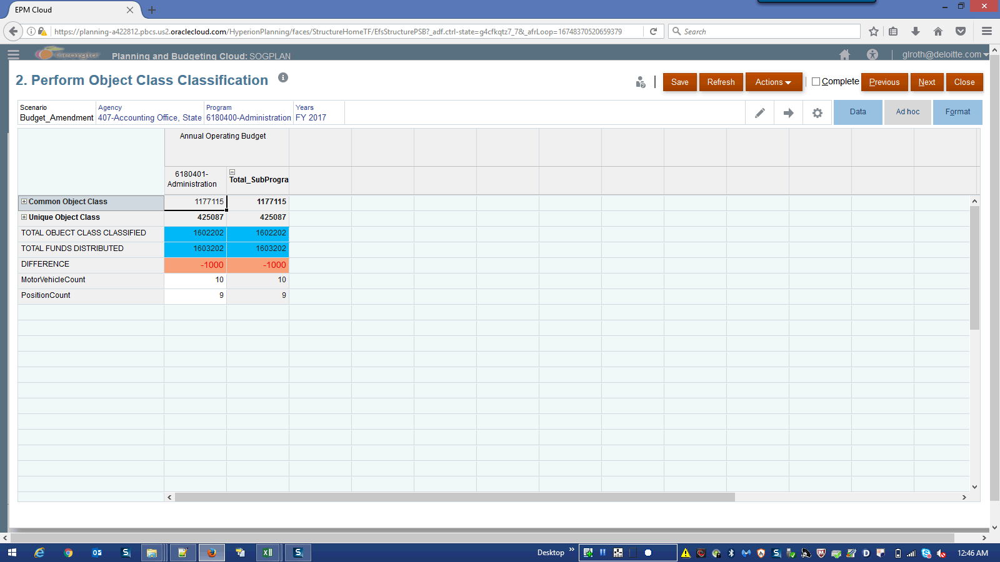 EPM Cloud
https://planning-a422812.pbcs.us2.oraclecloud.com/HyperionPlanning/faces/StructureHomeTF/EfsStructurePSB?_adf.ctrl-state=g4cfkqtz7_7&_afrLoop=16748370520659379
Search
Georgia
Planning and Budgeting Cloud: SOGPLAN
glroth@deloitte.com
2. Perform Object Class Classification
Save
Refresh
Actions
Complete
Previous
Next
Close
Scenario
Agency
Program
Years
Budget_Amendment
407-Accounting Office, State
6180400-Administration
FY 2017
Data
Ad hoc
Format
Annual Operating Budget
6180401-
Administration
Total_SubProgra
Common Object Class 1177115 1177115
Unique Object Class 425087 425087
TOTAL OBJECT CLASS CLASSIFIED 1602202 1602202
TOTAL FUNDS DISTRIBUTED 1603202 1603202
DIFFERENCE -1000 -1000
MotorVehicleCount 10 10
PositionCount 9 9
Desktop
12:46 AM